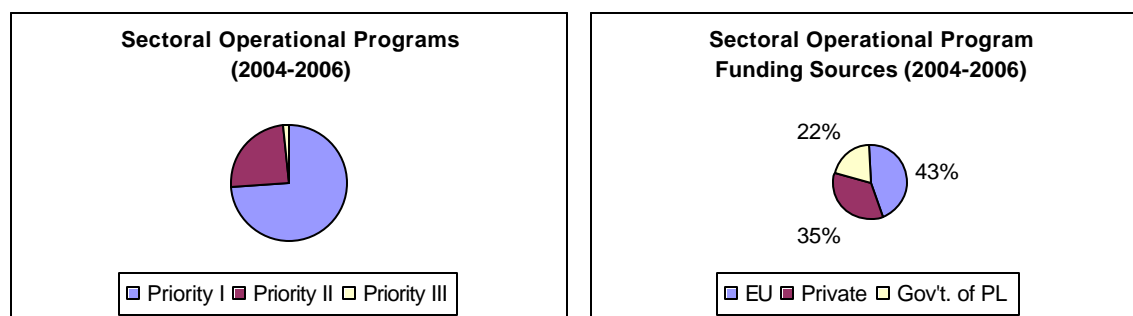 Sectoral Operational Programs
(2004-2006)
Priority I Priority II Priority III
Sectoral Operational Program
Funding Sources (2004-2006)
22%
43%
35%
EU Private Gov't. of PL